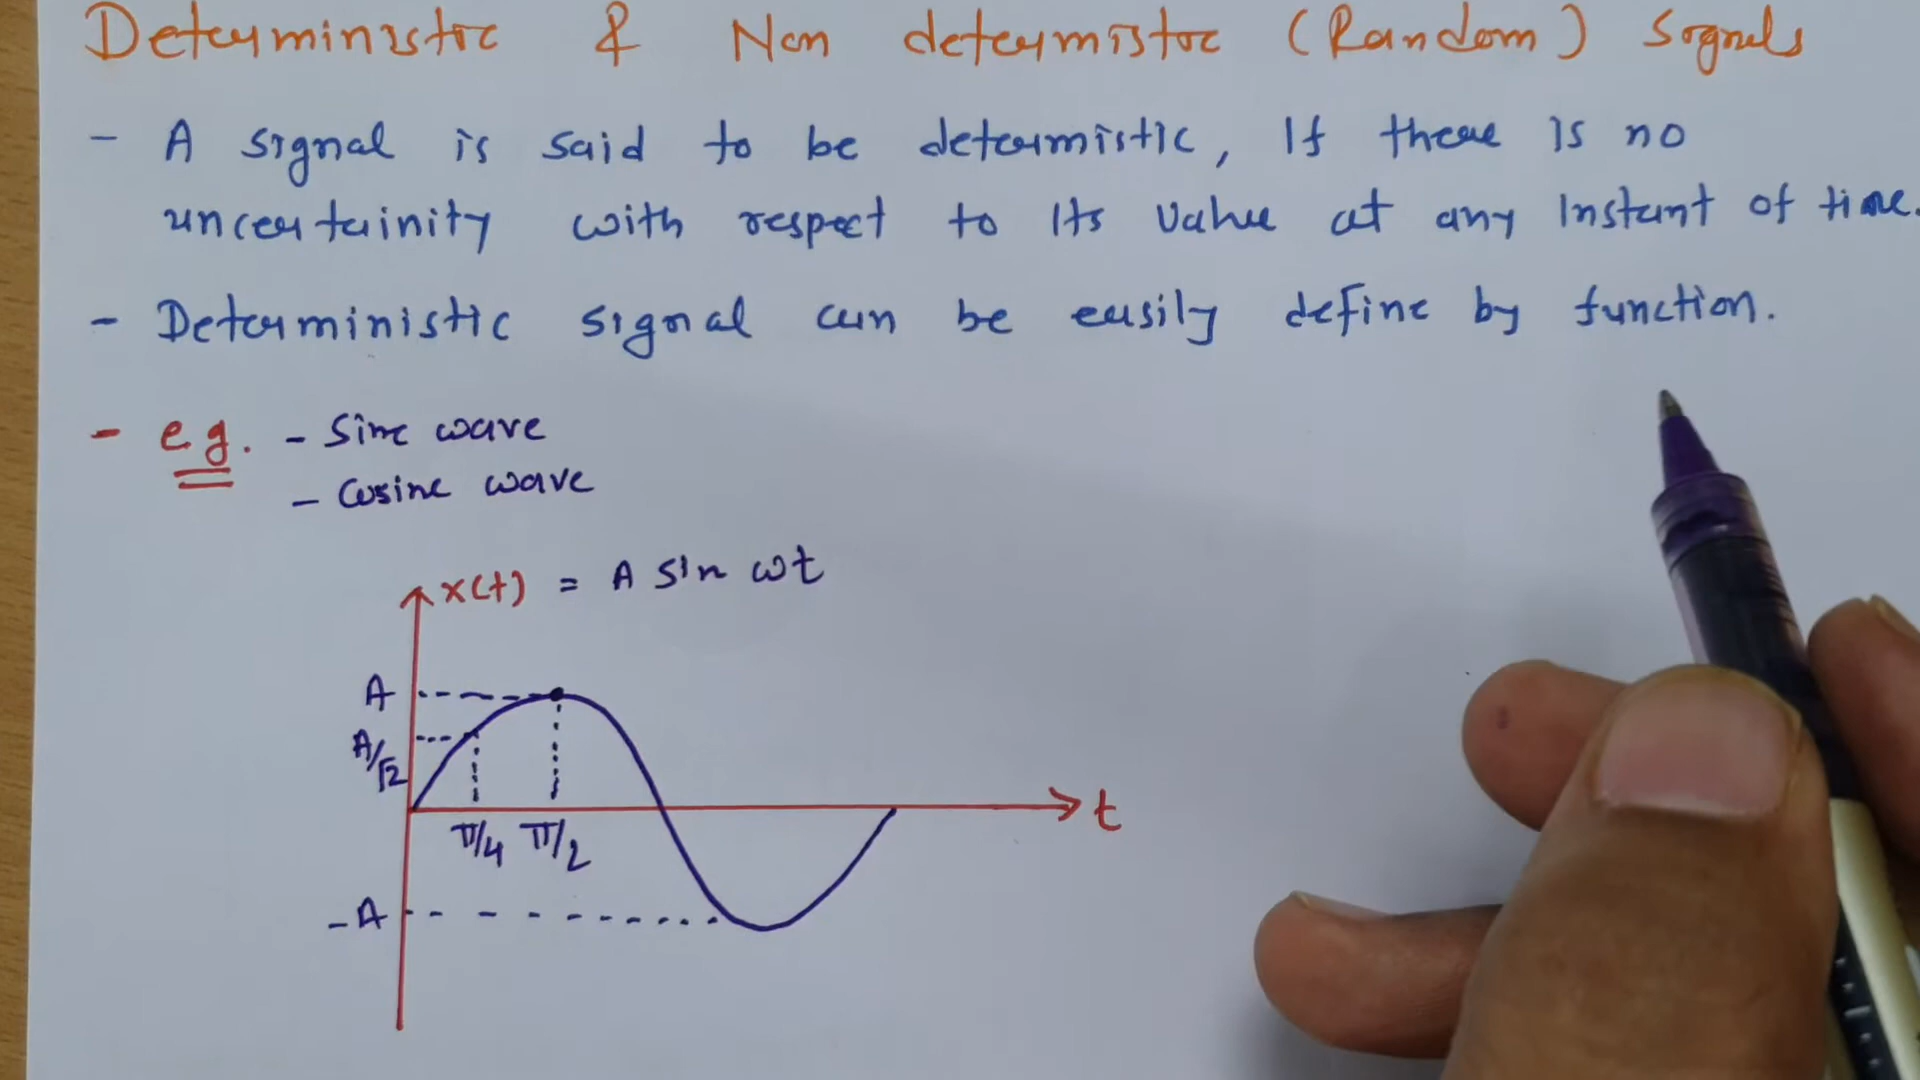 Deterministic & Non determistic (Random) Signals
- A signal is said to be determistic, If there is no
uncertainity with respect to its value at any instant of time.
- Deterministic signal can be easily define by function.
- e.g. - Sine wave
- Cosine wave
x(t) = A sin ωt
A
A/√2
π/4 π/2
t
-A